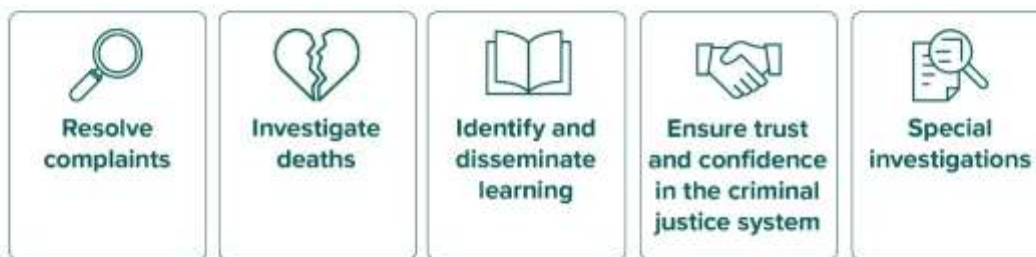 Resolve
complaints
Investigate
deaths
Identify and
disseminate
learning
Ensure trust
and confidence
in the criminal
justice system
Special
investigations